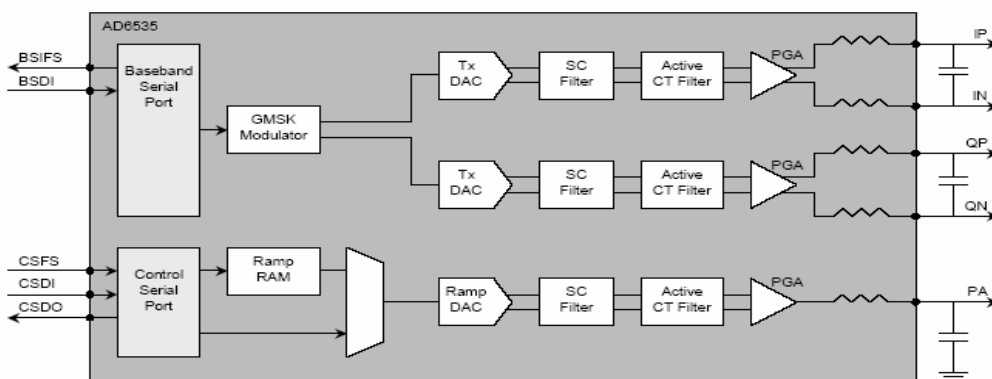 AD6535
BSIFS
BSDI
Baseband
Serial
Port
GMSK
Modulator
Tx
DAC
SC
Filter
Active
CT Filter
PGA
IP
IN
Tx
DAC
SC
Filter
Active
CT Filter
PGA
QP
QN
CSFS
CSDI
CSDO
Control
Serial
Port
Ramp
RAM
Ramp
DAC
SC
Filter
Active
CT Filter
PGA
PA